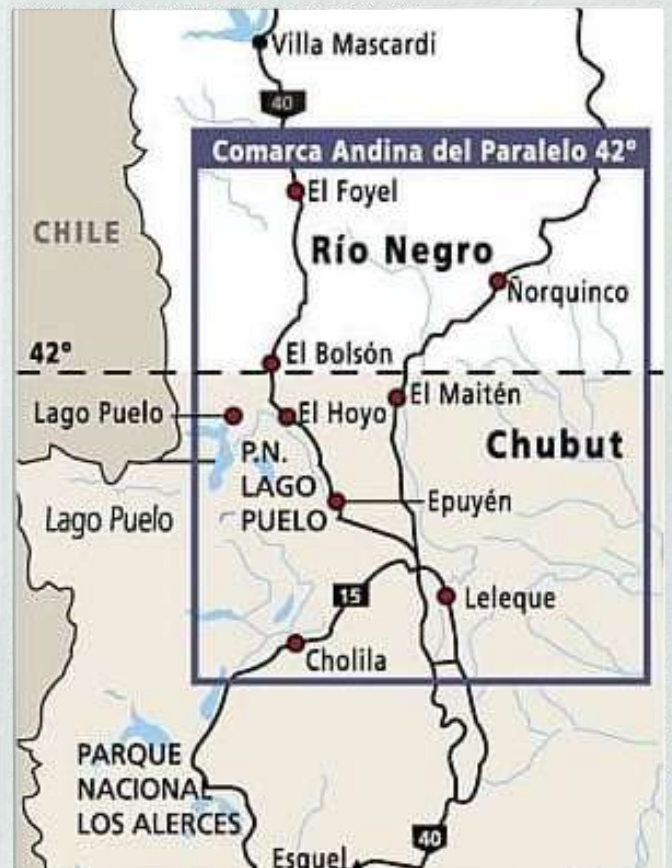 Villa Mascardi
40
Comarca Andina del Paralelo 42°
El Foyel
CHILE
Río Negro
Ñorquinco
42°
El Bolsón
El Maitén
Lago Puelo
El Hoyo
Chubut
P.N.
LAGO
PUELO
Epuyén
Lago Puelo
15
Leleque
Cholila
PARQUE
NACIONAL
LOS ALERCES
40
Esquel